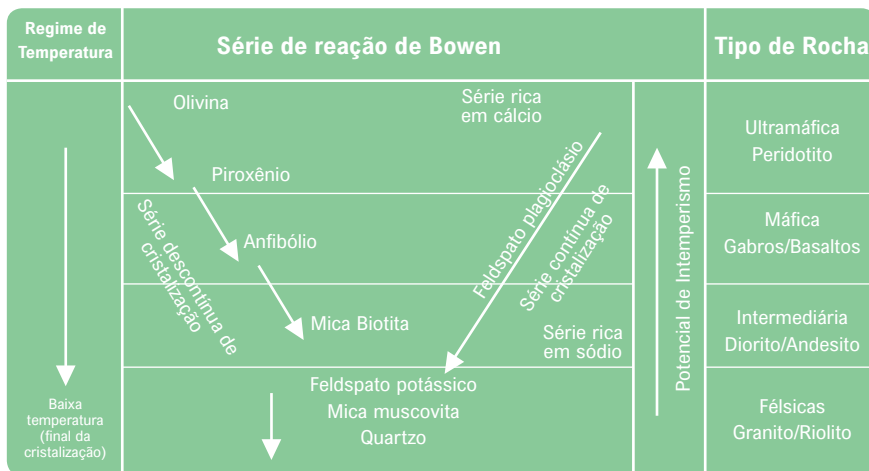 Regime de
Temperatura
Série de reação de Bowen
Tipo de Rocha
Olivina
Piroxênio
Anfibólio
Mica Biotita
Série descontínua de
cristalização
Série rica
em cálcio
Feldspato plagioclásio
Série contínua de
cristalização
Série rica
em sódio
Feldspato potássico
Mica muscovita
Quartzo
Baixa
temperatura
(final da
cristalização)
Potencial de Intemperismo
Ultramáfica
Peridotito
Máfica
Gabros/Basaltos
Intermediária
Diorito/Andesito
Félsicas
Granito/Riolito